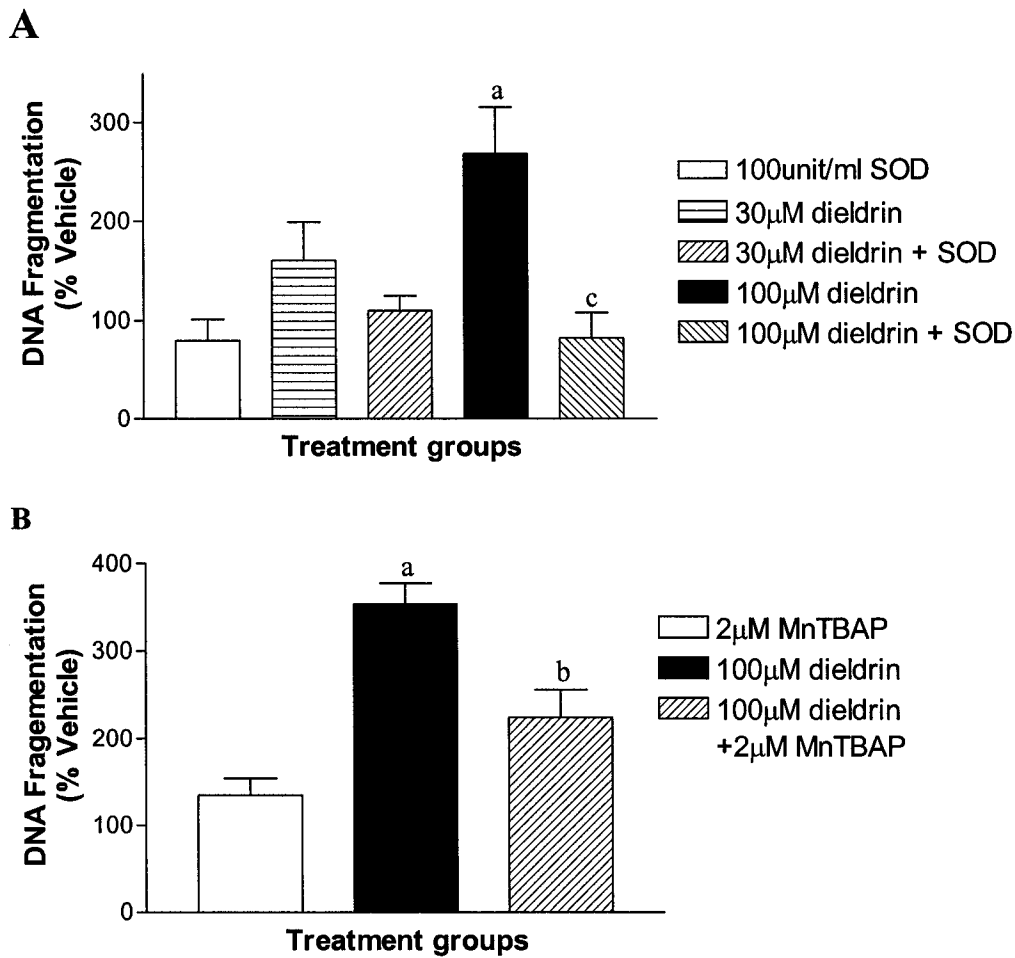 A
DNA Fragmentation
(% Vehicle)
300
200
100
0
a
c
Treatment groups
100unit/ml SOD
30μM dieldrin
30μM dieldrin + SOD
100μM dieldrin
100μM dieldrin + SOD
B
DNA Fragementation
(% Vehicle)
400
300
200
100
0
a
b
Treatment groups
2μM MnTBAP
100μM dieldrin
100μM dieldrin
+2μM MnTBAP